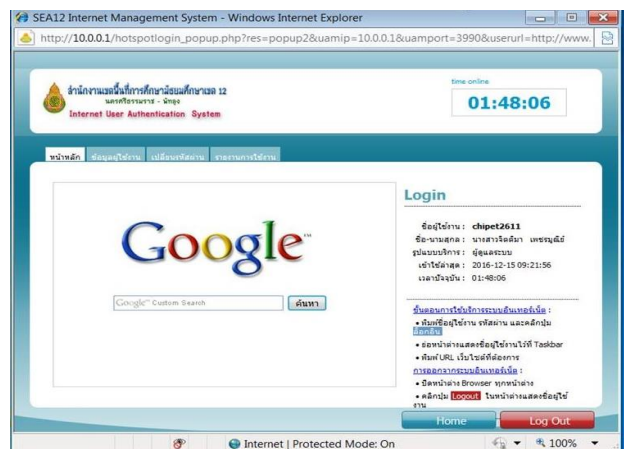 SEA12 Internet Management System - Windows Internet Explorer
http://10.0.0.1/hotspotlogin_popup.php?res=popup2&uamip=10.0.0.1&uamport=3990&userurl=http://www.
สำนักงานเขตพื้นที่การศึกษามัธยมศึกษาเขต 12
นครศรีธรรมราช - พัทลุง
Internet User Authentication System
time online
01:48:06
หน้าหลัก ข้อมูลผู้ใช้งาน เปลี่ยนรหัสผ่าน รายงานการใช้งาน
Google™
Google™ Custom Search ค้นหา
Login
ชื่อผู้ใช้งาน : chipet2611
ชื่อ-นามสกุล : นางสาวจิตติมา เพชรมูณีย์
รูปแบบบริการ : ผู้ดูแลระบบ
เข้าใช้ล่าสุด : 2016-12-15 09:21:56
เวลาปัจจุบัน : 01:48:06
ขั้นตอนการใช้บริการระบบอินเทอร์เน็ต :
• พิมพ์ชื่อผู้ใช้งาน รหัสผ่าน และคลิกปุ่ม
ล็อกอิน
• ย่อหน้าต่างแสดงชื่อผู้ใช้งานไว้ที่ Taskbar
• พิมพ์ URL เว็บไซต์ที่ต้องการ
การออกจากระบบอินเทอร์เน็ต :
• ปิดหน้าต่าง Browser ทุกหน้าต่าง
• คลิกปุ่ม Logout ในหน้าต่างแสดงชื่อผู้ใช้
งาน
Home Log Out
Internet | Protected Mode: On 100%